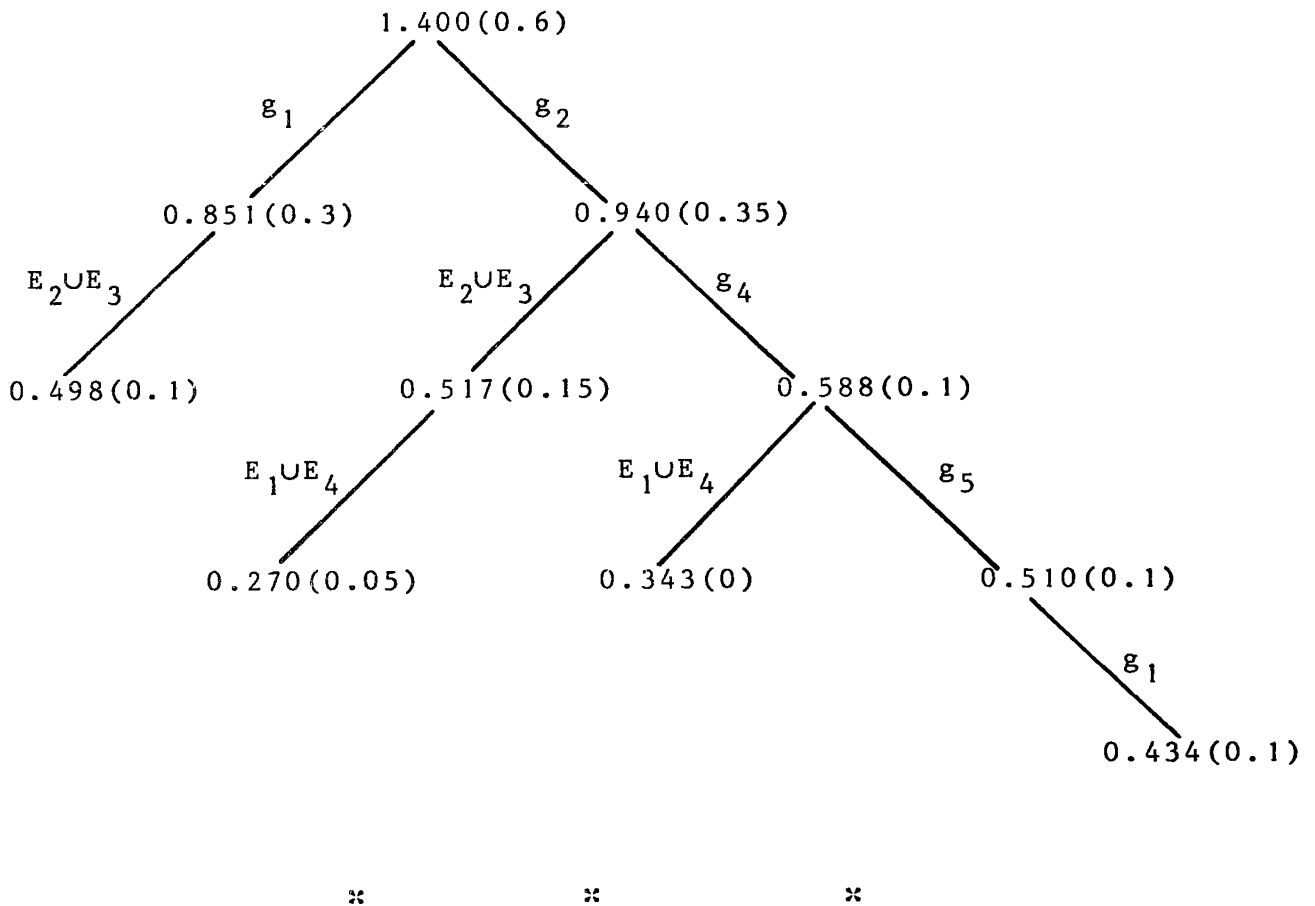 1.400(0.6)
g1 g2
0.851(0.3) 0.940(0.35)
E2∪E3 E2∪E3 g4
0.498(0.1) 0.517(0.15) 0.588(0.1)
E1∪E4 E1∪E4 g5
0.270(0.05) 0.343(0) 0.510(0.1)
g1
0.434(0.1)
* * *